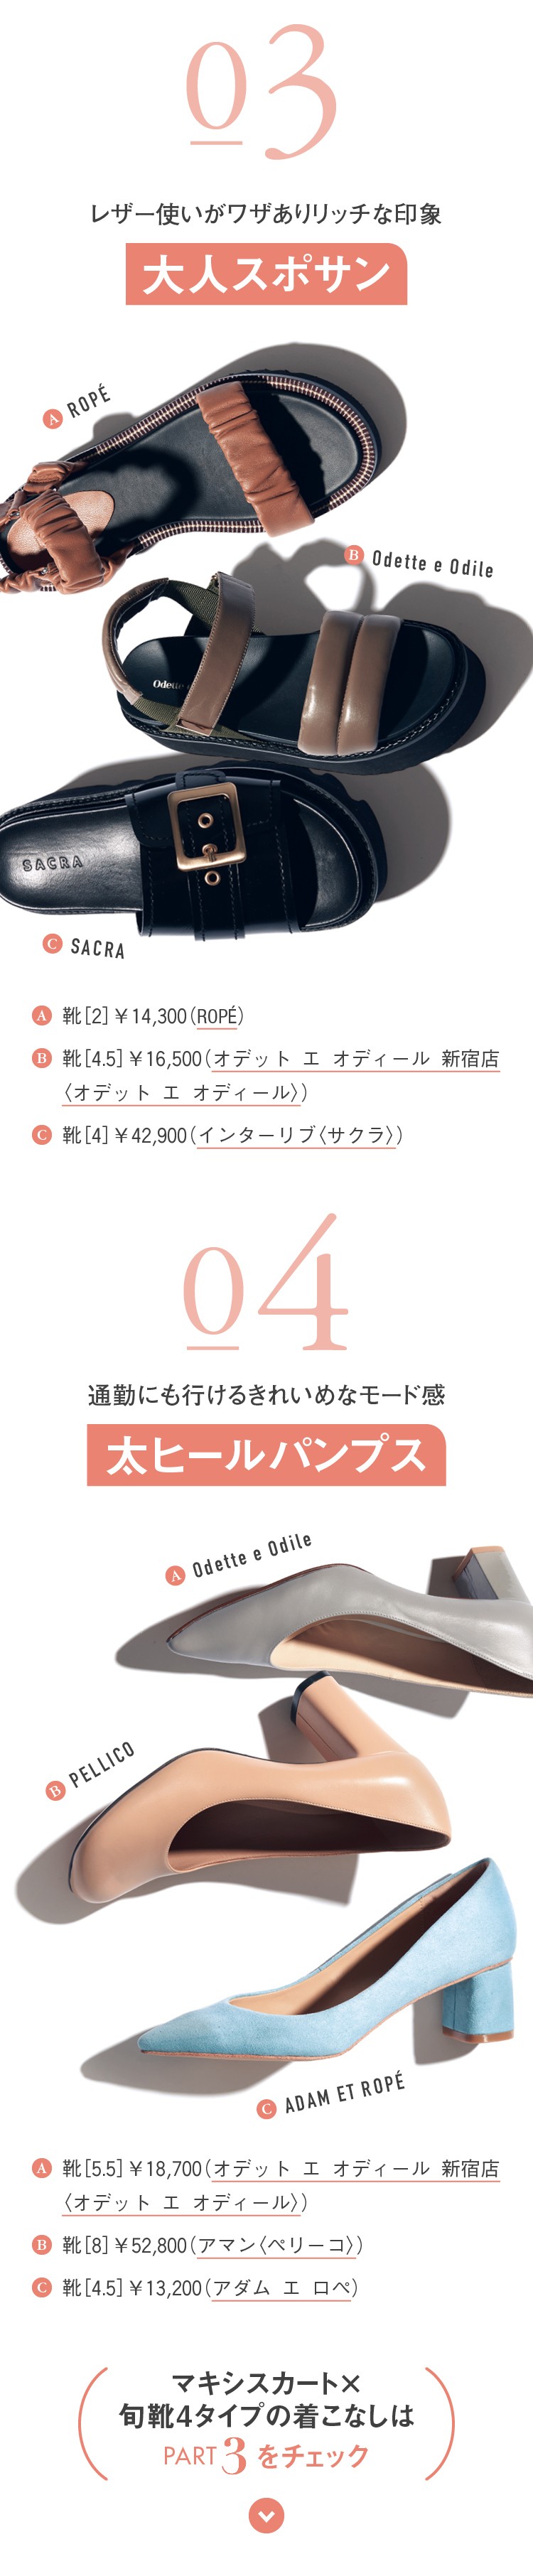 03
レザー使いがワザありリッチな印象
大人スポサン
A ROPÉ
B Odette e Odile
Odette
SACRA
C SACRA
A 靴［2］￥14,300（ROPÉ）
B 靴［4.5］￥16,500（オデット エ オディール 新宿店
〈オデット エ オディール〉）
C 靴［4］￥42,900（インターリブ〈サクラ〉）
04
通勤にも行けるきれいめなモード感
太ヒールパンプス
A Odette e Odile
B PELLICO
C ADAM ET ROPÉ
A 靴［5.5］￥18,700（オデット エ オディール 新宿店
〈オデット エ オディール〉）
B 靴［8］￥52,800（アマン〈ペリーコ〉）
C 靴［4.5］￥13,200（アダム エ ロペ）
マキシスカート×
旬靴4タイプの着こなしは
PART3をチェック